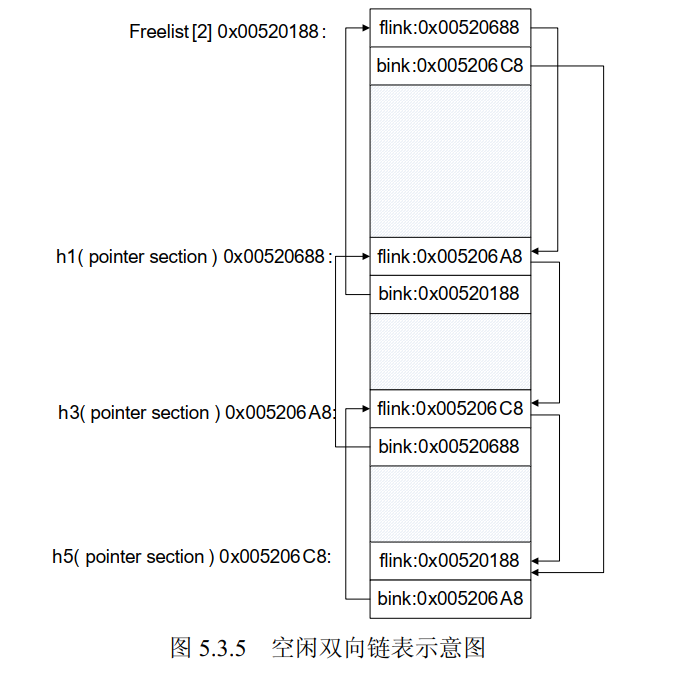 Freelist[2] 0x00520188:
flink:0x00520688
bink:0x005206C8
h1( pointer section ) 0x00520688:
flink:0x005206A8
bink:0x00520188
h3( pointer section ) 0x005206A8:
flink:0x005206C8
bink:0x00520688
h5( pointer section ) 0x005206C8:
flink:0x00520188
bink:0x005206A8
图 5.3.5 空闲双向链表示意图